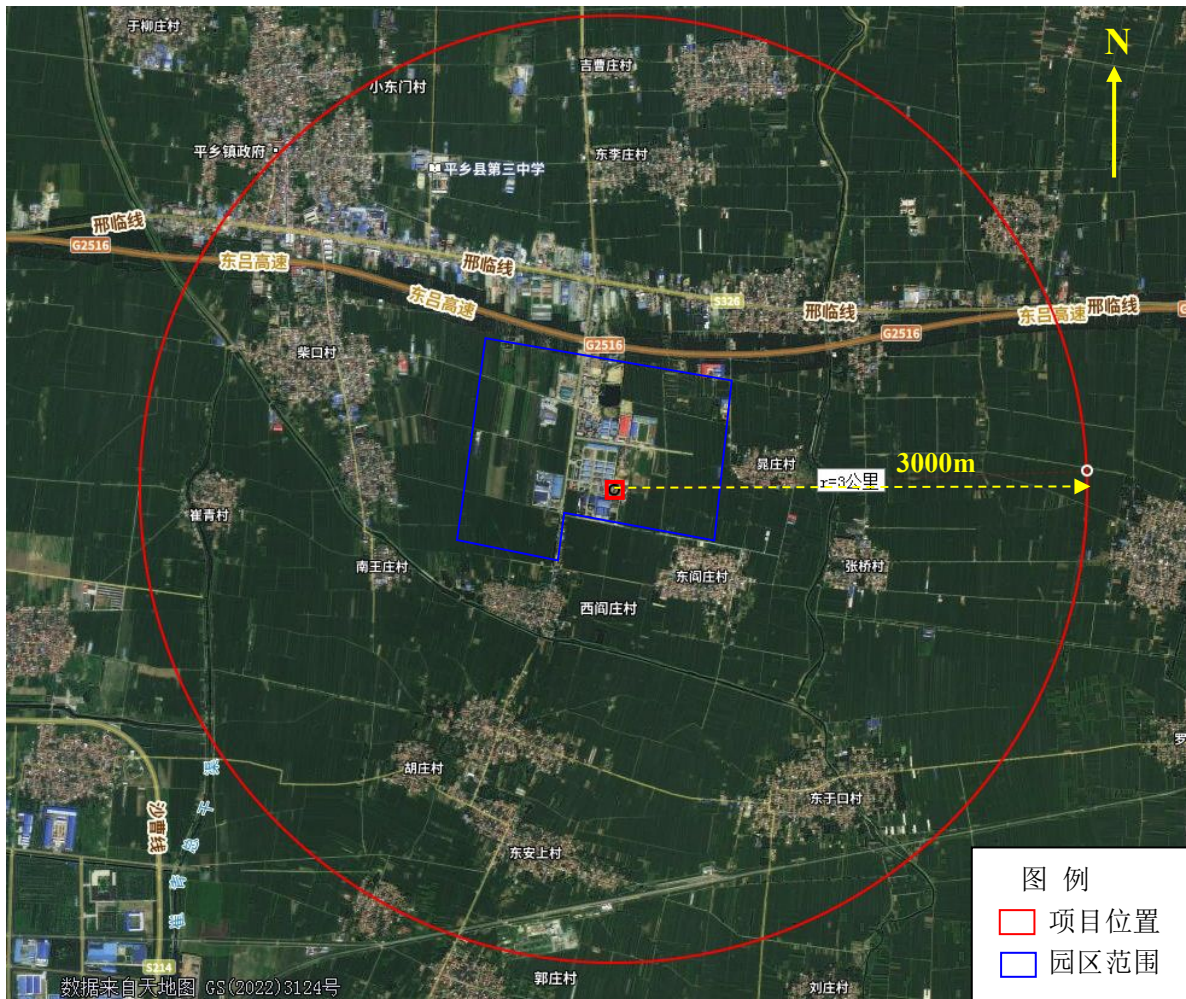 于柳庄村
小东门村
吉曹庄村
N
平乡镇政府
平乡县第三中学
东李庄村
邢临线
G2516
东吕高速
邢临线
东吕高速
S326
邢临线
G2516
东吕高速
邢临线
G
G2516
柴口村
晁庄村
3000m
r=3公里
崔青村
南王庄村
东阎庄村
张桥村
西阎庄村
胡庄村
罗
东于口村
沙曹线
东安上村
S214
郭庄村
刘庄村
图 例
项目位置
园区范围
数据来自天地图 GS(2022)3124号